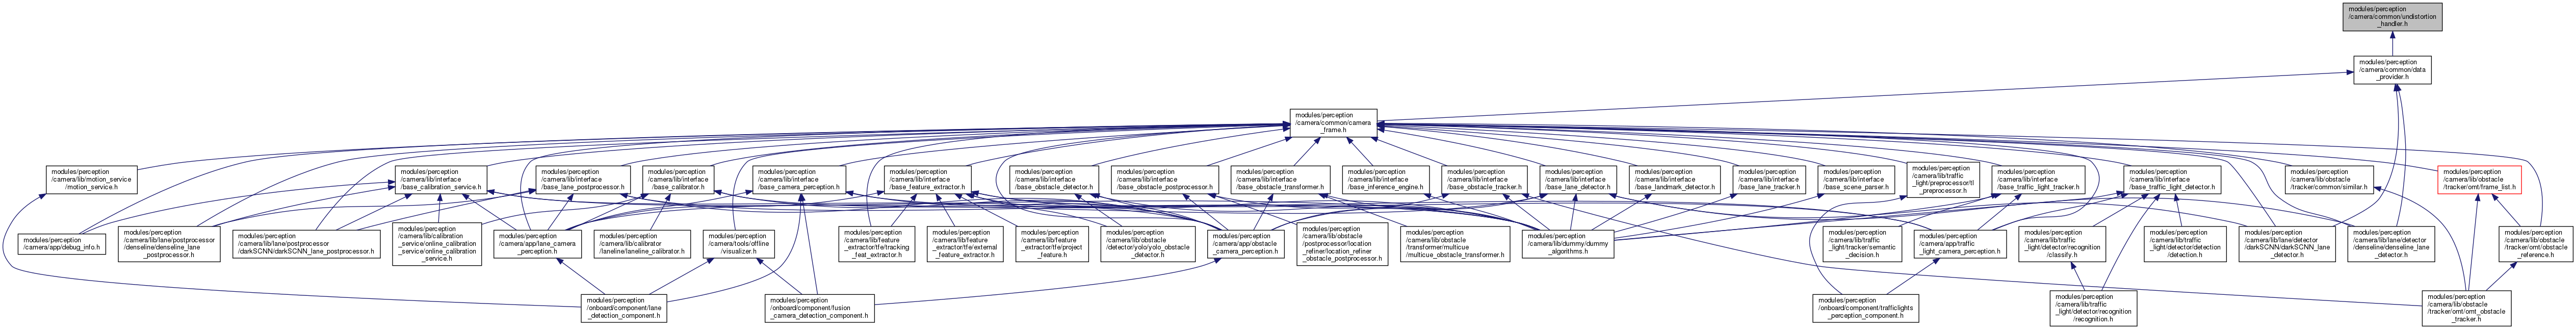 modules/perception
/camera/common/undistortion
_handler.h
modules/perception
/camera/common/data
_provider.h
modules/perception
/camera/common/camera
_frame.h
modules/perception
/camera/lib/motion_service
/motion_service.h
modules/perception
/camera/lib/interface
/base_calibration_service.h
modules/perception
/camera/lib/interface
/base_lane_postprocessor.h
modules/perception
/camera/lib/interface
/base_calibrator.h
modules/perception
/camera/lib/interface
/base_camera_perception.h
modules/perception
/camera/lib/interface
/base_feature_extractor.h
modules/perception
/camera/lib/interface
/base_obstacle_detector.h
modules/perception
/camera/lib/interface
/base_obstacle_postprocessor.h
modules/perception
/camera/lib/interface
/base_obstacle_transformer.h
modules/perception
/camera/lib/interface
/base_inference_engine.h
modules/perception
/camera/lib/interface
/base_obstacle_tracker.h
modules/perception
/camera/lib/interface
/base_lane_detector.h
modules/perception
/camera/lib/interface
/base_landmark_detector.h
modules/perception
/camera/lib/interface
/base_lane_tracker.h
modules/perception
/camera/lib/interface
/base_scene_parser.h
modules/perception
/camera/lib/traffic
_light/preprocessor/tl
_preprocessor.h
modules/perception
/camera/lib/interface
/base_traffic_light_tracker.h
modules/perception
/camera/lib/interface
/base_traffic_light_detector.h
modules/perception
/camera/lib/obstacle
/tracker/common/similar.h
modules/perception
/camera/lib/obstacle
/tracker/omt/frame_list.h
modules/perception
/camera/app/debug_info.h
modules/perception
/camera/lib/lane/postprocessor
/denseline/denseline_lane
_postprocessor.h
modules/perception
/camera/lib/lane/postprocessor
/darkSCNN/darkSCNN_lane_postprocessor.h
modules/perception
/camera/lib/calibration
_service/online_calibration
_service/online_calibration
_service.h
modules/perception
/camera/app/lane_camera
_perception.h
modules/perception
/camera/lib/calibrator
/laneline/laneline_calibrator.h
modules/perception
/camera/tools/offline
/visualizer.h
modules/perception
/camera/lib/feature
_extractor/tfe/tracking
_feat_extractor.h
modules/perception
/camera/lib/feature
_extractor/tfe/external
_feature_extractor.h
modules/perception
/camera/lib/feature
_extractor/tfe/project
_feature.h
modules/perception
/camera/lib/obstacle
/detector/yolo/yolo_obstacle
_detector.h
modules/perception
/camera/app/obstacle
_camera_perception.h
modules/perception
/camera/lib/obstacle
/postprocessor/location
_refiner/location_refiner
_obstacle_postprocessor.h
modules/perception
/camera/lib/obstacle
/transformer/multicue
/multicue_obstacle_transformer.h
modules/perception
/camera/lib/dummy/dummy
_algorithms.h
modules/perception
/camera/lib/traffic
_light/tracker/semantic
_decision.h
modules/perception
/camera/app/traffic
_light_camera_perception.h
modules/perception
/camera/lib/traffic
_light/detector/recognition
/classify.h
modules/perception
/camera/lib/traffic
_light/detector/detection
/detection.h
modules/perception
/camera/lib/lane/detector
/darkSCNN/darkSCNN_lane
_detector.h
modules/perception
/camera/lib/lane/detector
/denseline/denseline_lane
_detector.h
modules/perception
/camera/lib/obstacle
/tracker/omt/obstacle
_reference.h
modules/perception
/onboard/component/lane
_detection_component.h
modules/perception
/onboard/component/fusion
_camera_detection_component.h
modules/perception
/onboard/component/trafficlights
_perception_component.h
modules/perception
/camera/lib/traffic
_light/detector/recognition
/recognition.h
modules/perception
/camera/lib/obstacle
/tracker/omt/omt_obstacle
_tracker.h